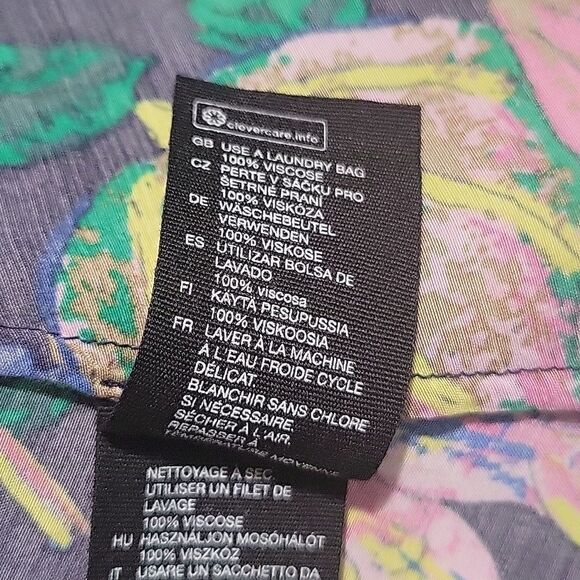 clevercare.info
GB USE A LAUNDRY BAG
100% VISCOSE
CZ PERTE V SÁČKU PRO
ŠETRNÉ PRANÍ
100% VISKÓZA
DE WÄSCHEBEUTEL
VERWENDEN
100% VISKOSE
ES UTILIZAR BOLSA DE
LAVADO
100% viscosa
FI KÄYTÄ PESUPUSSIA
100% VISKOOSIA
FR LAVER À LA MACHINE
À L'EAU FROIDE CYCLE
DÉLICAT.
BLANCHIR SANS CHLORE
SI NÉCESSAIRE.
SÉCHER À L'AIR.
REPASSER À
TEMPÉRATURE MOYENNE
NETTOYAGE À SEC
UTILISER UN FILET DE
LAVAGE
100% VISCOSE
HU HASZNÁLJON MOSÓHÁLÓT
100% VISZKÓZ
IT USARE UN SACCHETTO DA